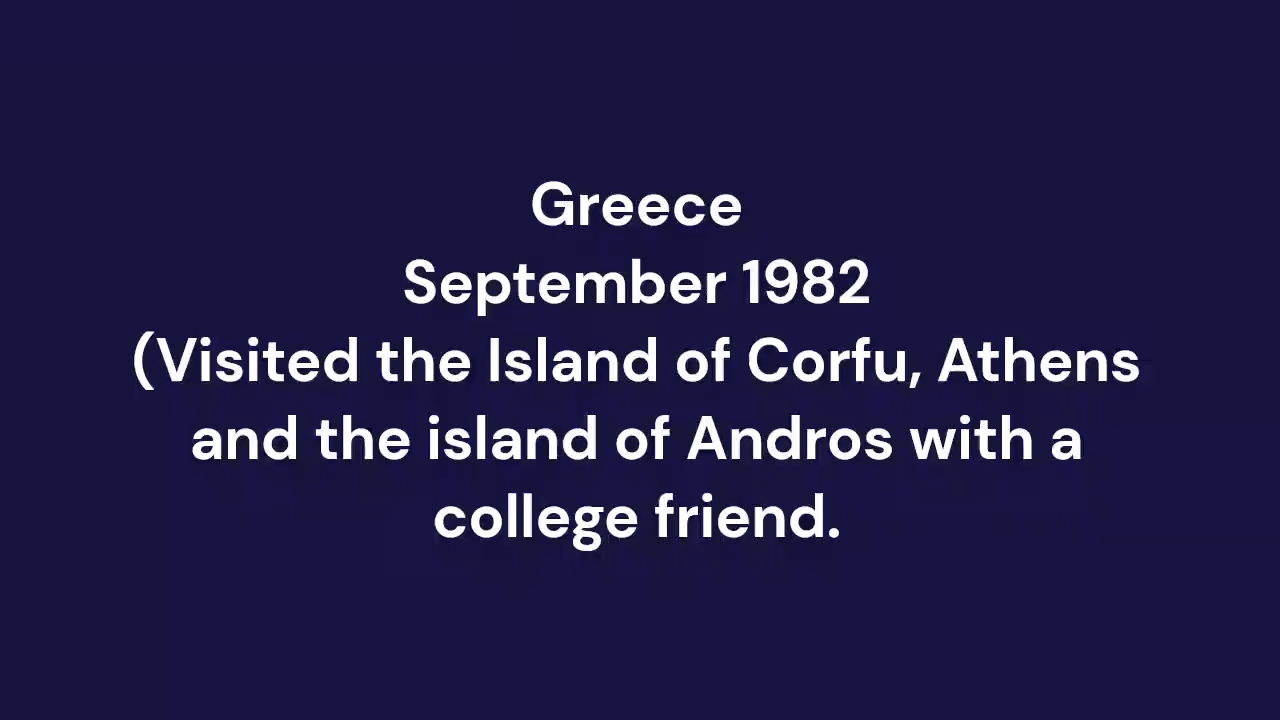 Greece
September 1982
(Visited the Island of Corfu, Athens
and the island of Andros with a
college friend.